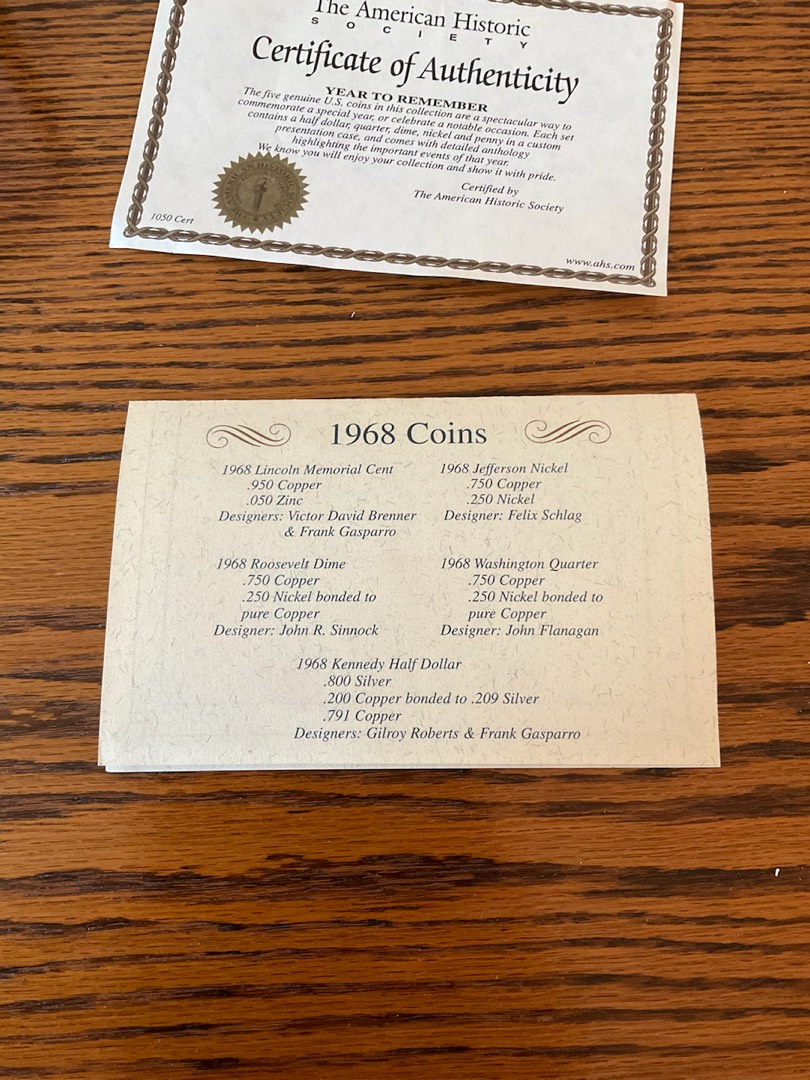 The American Historic
SOCIETY
Certificate of Authenticity
YEAR TO REMEMBER
The five genuine U.S. coins in this collection are a spectacular way to
commemorate a special year, or celebrate a notable occasion. Each set
contains a half dollar, quarter, dime, nickel and penny in a custom
presentation case, and comes with detailed anthology
highlighting the important events of that year.
We know you will enjoy your collection and show it with pride.
Certified by
The American Historic Society
1050 Cert
www.ahs.com
1968 Coins
1968 Lincoln Memorial Cent
.950 Copper
.050 Zinc
Designers: Victor David Brenner
& Frank Gasparro
1968 Jefferson Nickel
.750 Copper
.250 Nickel
Designer: Felix Schlag
1968 Roosevelt Dime
.750 Copper
.250 Nickel bonded to
pure Copper
Designer: John R. Sinnock
1968 Washington Quarter
.750 Copper
.250 Nickel bonded to
pure Copper
Designer: John Flanagan
1968 Kennedy Half Dollar
.800 Silver
.200 Copper bonded to .209 Silver
.791 Copper
Designers: Gilroy Roberts & Frank Gasparro